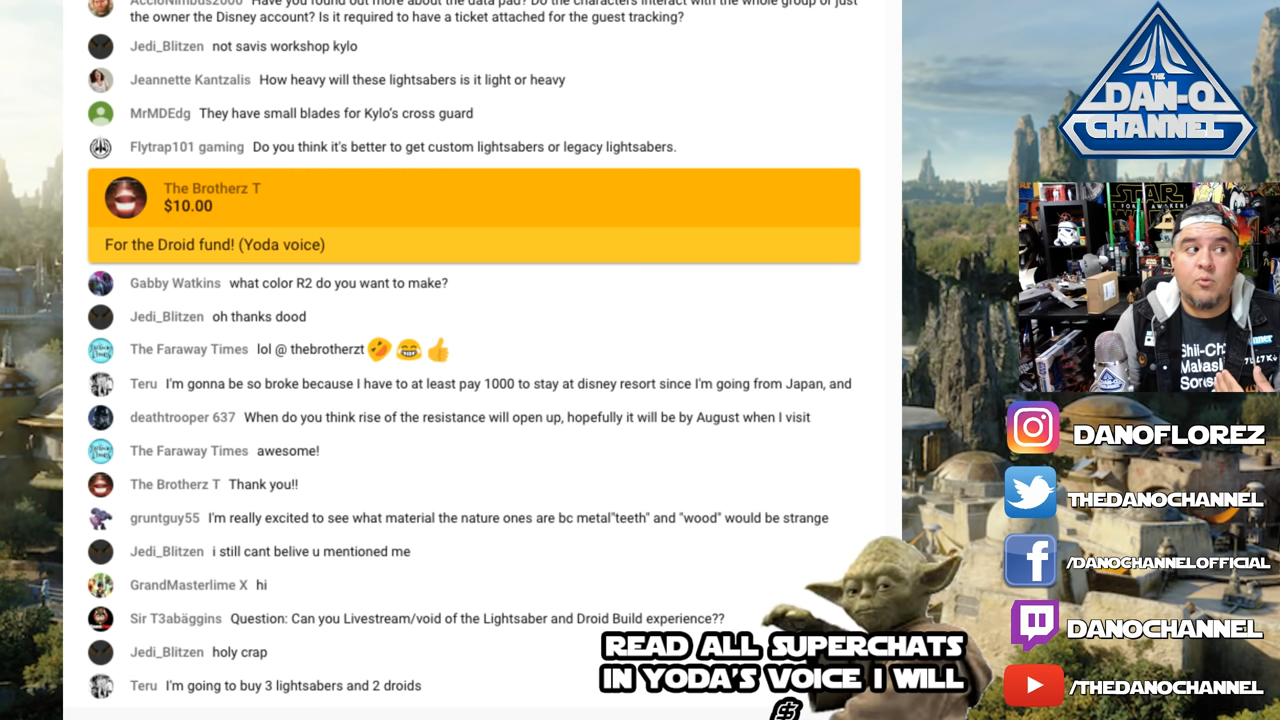 AccioNimbus2000 Have you found out more about the data pad? Do the characters interact with the whole group or just
the owner the Disney account? Is it required to have a ticket attached for the guest tracking?
Jedi_Blitzen not savis workshop kylo
Jeannette Kantzalis How heavy will these lightsabers is it light or heavy
MrMDEdg They have small blades for Kylo's cross guard
Flytrap101 gaming Do you think it's better to get custom lightsabers or legacy lightsabers.
The Brotherz T
$10.00
For the Droid fund! (Yoda voice)
Gabby Watkins what color R2 do you want to make?
Jedi_Blitzen oh thanks dood
The Faraway Times lol @ thebrotherzt 🤣 😂 👍
Teru I'm gonna be so broke because I have to at least pay 1000 to stay at disney resort since I'm going from Japan, and
deathtrooper 637 When do you think rise of the resistance will open up, hopefully it will be by August when I visit
The Faraway Times awesome!
The Brotherz T Thank you!!
gruntguy55 I'm really excited to see what material the nature ones are bc metal"teeth" and "wood" would be strange
Jedi_Blitzen i still cant belive u mentioned me
GrandMasterlime X hi
Sir T3abäggins Question: Can you Livestream/void of the Lightsaber and Droid Build experience??
Jedi_Blitzen holy crap
Teru I'm going to buy 3 lightsabers and 2 droids
READ ALL SUPERCHATS
IN YODA'S VOICE I WILL
$
THE
DAN-O
CHANNEL
STAR
THE FORCE AWAKENS
Shii-Ch
Makasl
Sores
DANOFLOREZ
THEDANOCHANNEL
/DANOCHANNELOFFICIAL
DANOCHANNEL
/THEDANOCHANNEL